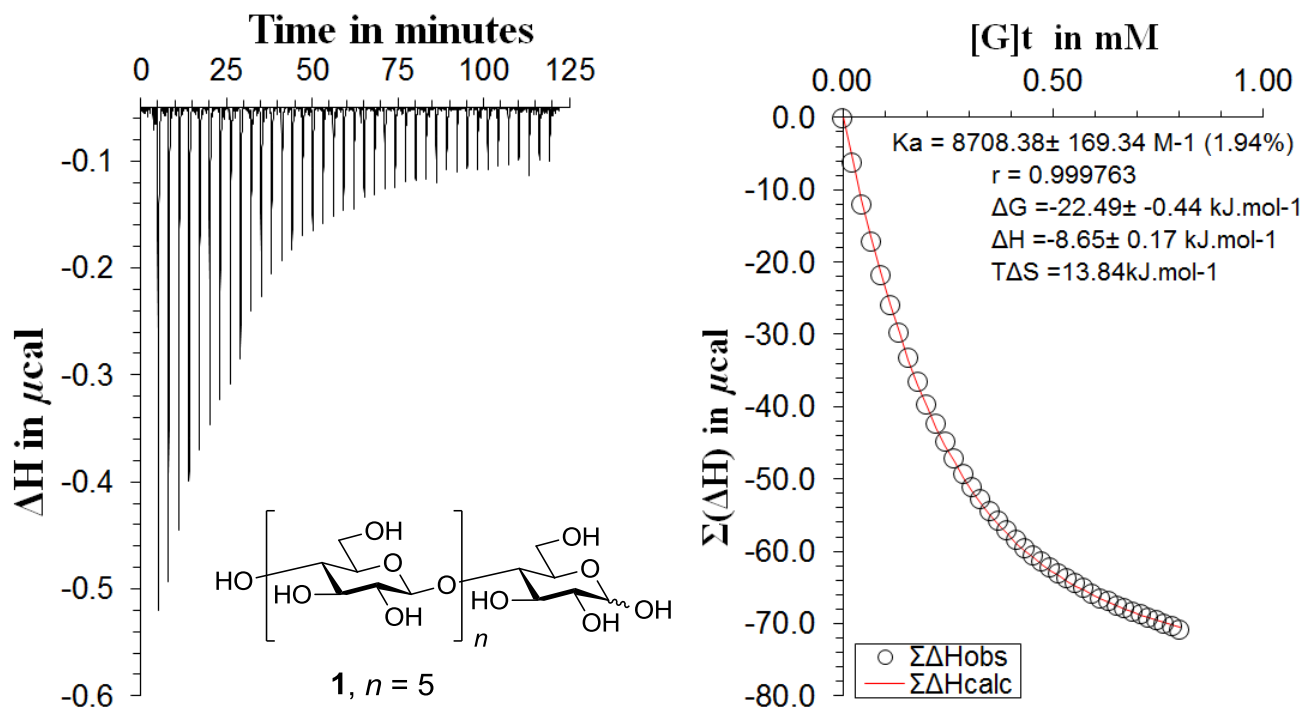 Time in minutes
0 25 50 75 100 125
ΔH in μcal
-0.1
-0.2
-0.3
-0.4
-0.5
-0.6
OH
O
HO
HO
OH
O
n
OH
O
HO
OH
OH
1, n = 5
[G]t in mM
0.00 0.50 1.00
Σ(ΔH) in μcal
0.0
-10.0
-20.0
-30.0
-40.0
-50.0
-60.0
-70.0
-80.0
Ka = 8708.38± 169.34 M-1 (1.94%)
r = 0.999763
ΔG =-22.49± -0.44 kJ.mol-1
ΔH =-8.65± 0.17 kJ.mol-1
TΔS =13.84kJ.mol-1
ΣΔHobs
ΣΔHcalc